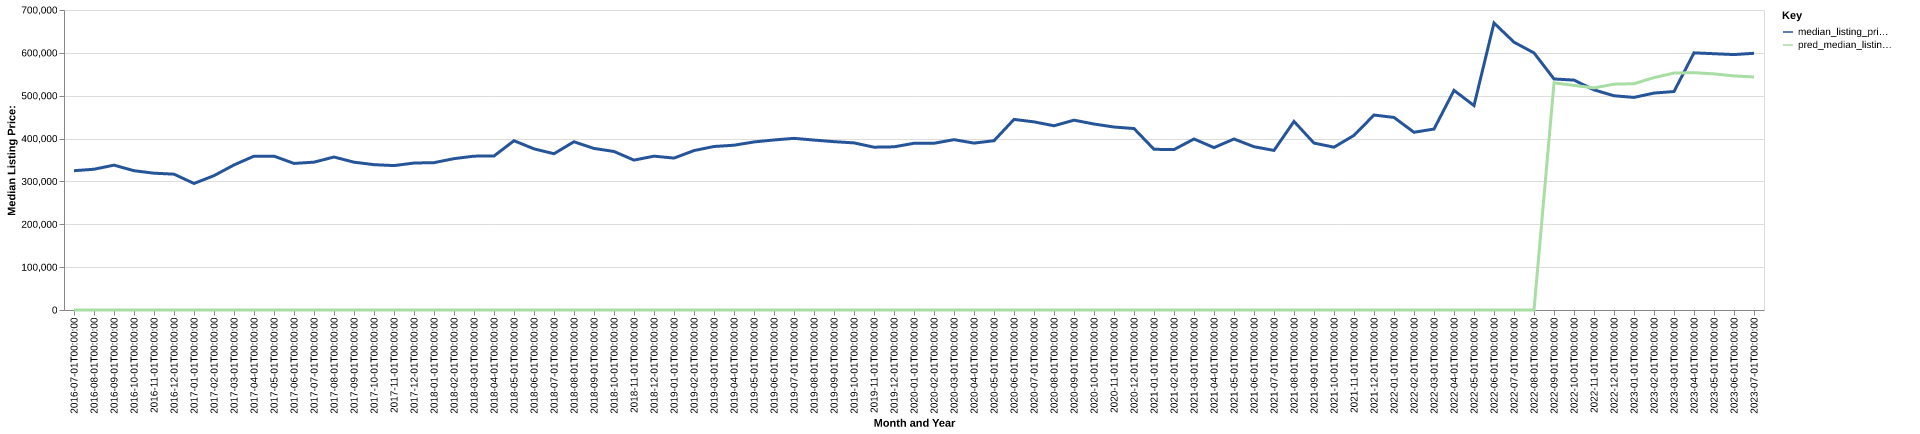 700,000
600,000
500,000
400,000
300,000
200,000
100,000
0
Median Listing Price:
2016-07-01T00:00:00
2016-08-01T00:00:00
2016-09-01T00:00:00
2016-10-01T00:00:00
2016-11-01T00:00:00
2016-12-01T00:00:00
2017-01-01T00:00:00
2017-02-01T00:00:00
2017-03-01T00:00:00
2017-04-01T00:00:00
2017-05-01T00:00:00
2017-06-01T00:00:00
2017-07-01T00:00:00
2017-08-01T00:00:00
2017-09-01T00:00:00
2017-10-01T00:00:00
2017-11-01T00:00:00
2017-12-01T00:00:00
2018-01-01T00:00:00
2018-02-01T00:00:00
2018-03-01T00:00:00
2018-04-01T00:00:00
2018-05-01T00:00:00
2018-06-01T00:00:00
2018-07-01T00:00:00
2018-08-01T00:00:00
2018-09-01T00:00:00
2018-10-01T00:00:00
2018-11-01T00:00:00
2018-12-01T00:00:00
2019-01-01T00:00:00
2019-02-01T00:00:00
2019-03-01T00:00:00
2019-04-01T00:00:00
2019-05-01T00:00:00
2019-06-01T00:00:00
2019-07-01T00:00:00
2019-08-01T00:00:00
2019-09-01T00:00:00
2019-10-01T00:00:00
2019-11-01T00:00:00
2019-12-01T00:00:00
2020-01-01T00:00:00
2020-02-01T00:00:00
2020-03-01T00:00:00
2020-04-01T00:00:00
2020-05-01T00:00:00
2020-06-01T00:00:00
2020-07-01T00:00:00
2020-08-01T00:00:00
2020-09-01T00:00:00
2020-10-01T00:00:00
2020-11-01T00:00:00
2020-12-01T00:00:00
2021-01-01T00:00:00
2021-02-01T00:00:00
2021-03-01T00:00:00
2021-04-01T00:00:00
2021-05-01T00:00:00
2021-06-01T00:00:00
2021-07-01T00:00:00
2021-08-01T00:00:00
2021-09-01T00:00:00
2021-10-01T00:00:00
2021-11-01T00:00:00
2021-12-01T00:00:00
2022-01-01T00:00:00
2022-02-01T00:00:00
2022-03-01T00:00:00
2022-04-01T00:00:00
2022-05-01T00:00:00
2022-06-01T00:00:00
2022-07-01T00:00:00
2022-08-01T00:00:00
2022-09-01T00:00:00
2022-10-01T00:00:00
2022-11-01T00:00:00
2022-12-01T00:00:00
2023-01-01T00:00:00
2023-02-01T00:00:00
2023-03-01T00:00:00
2023-04-01T00:00:00
2023-05-01T00:00:00
2023-06-01T00:00:00
2023-07-01T00:00:00
Month and Year
Key
median_listing_pri…
pred_median_listin…